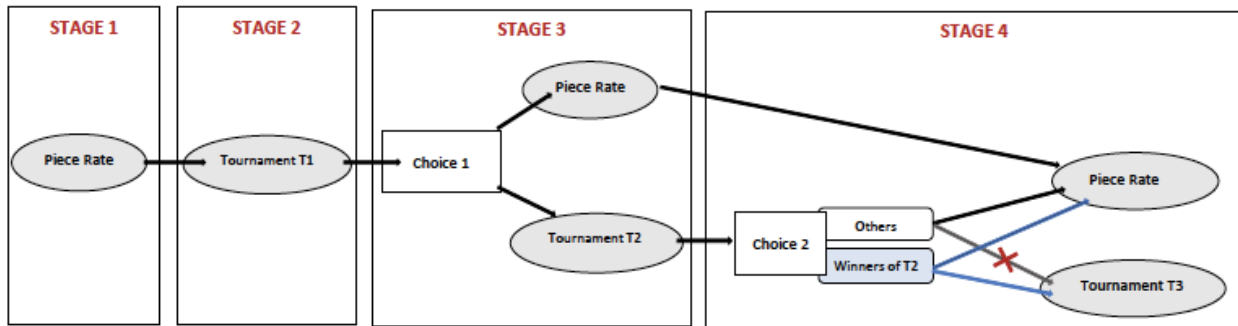 STAGE 1
STAGE 2
STAGE 3
STAGE 4
Piece Rate
Tournament T1
Choice 1
Piece Rate
Tournament T2
Choice 2
Others
Winners of T2
Piece Rate
Tournament T3